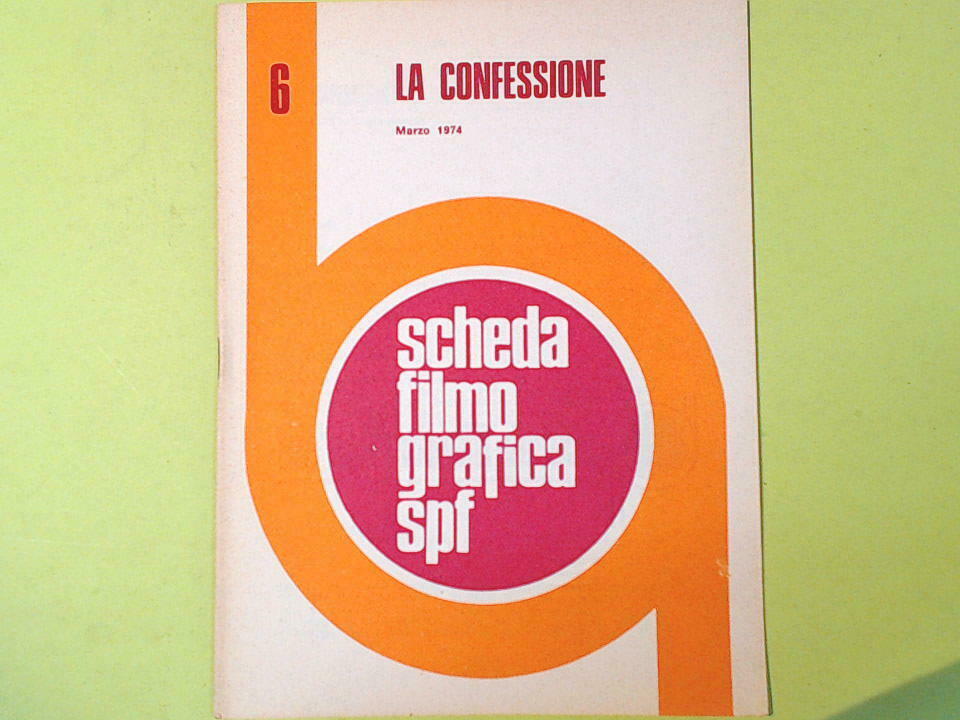 6
LA CONFESSIONE
Marzo 1974
scheda
filmo
grafica
spf